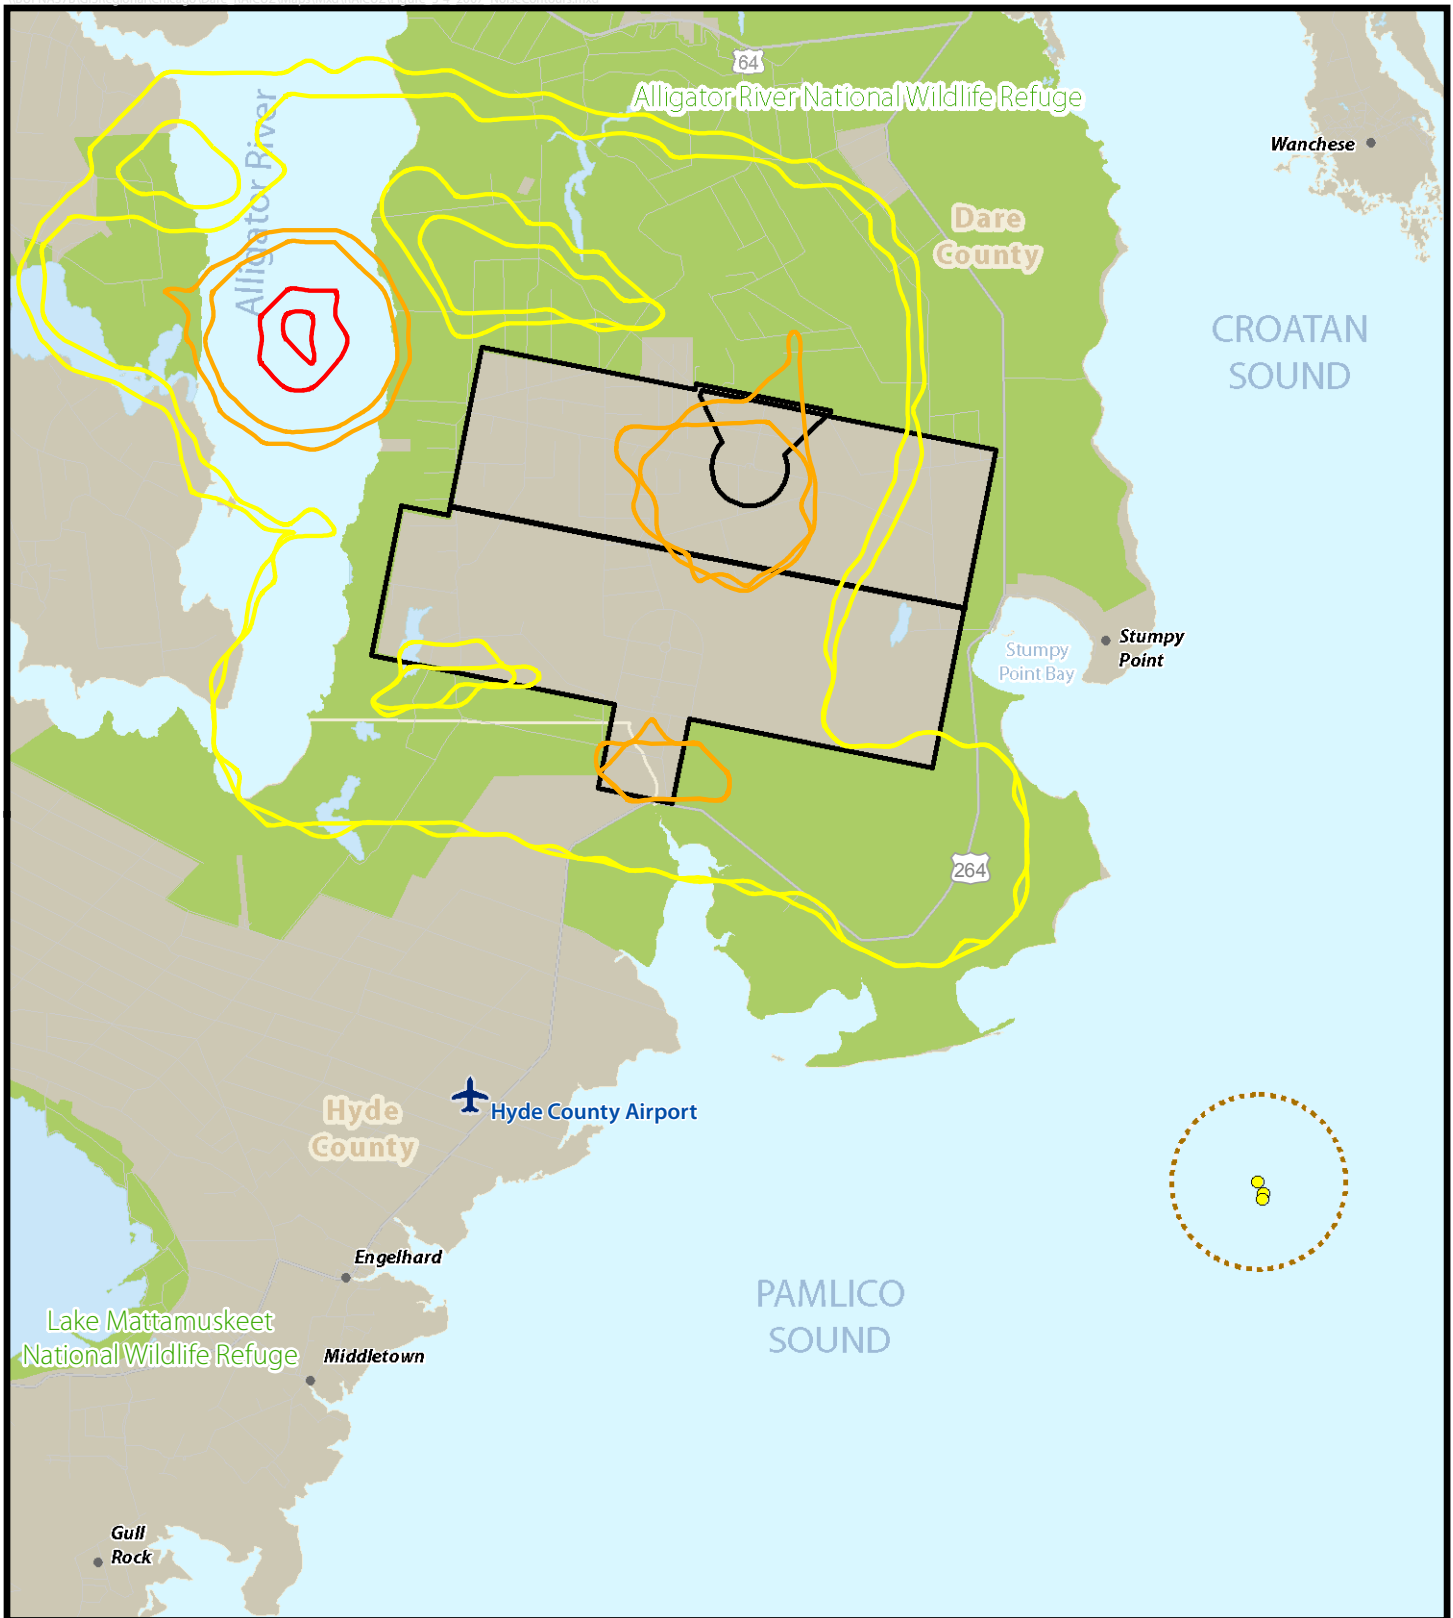 64
Alligator River National Wildlife Refuge
Alligator River
Wanchese
Dare
County
CROATAN
SOUND
Stumpy
Point
Stumpy
Point Bay
264
Hyde
County
Hyde County Airport
Engelhard
PAMLICO
SOUND
Lake Mattamuskeet
National Wildlife Refuge
Middletown
Gull
Rock